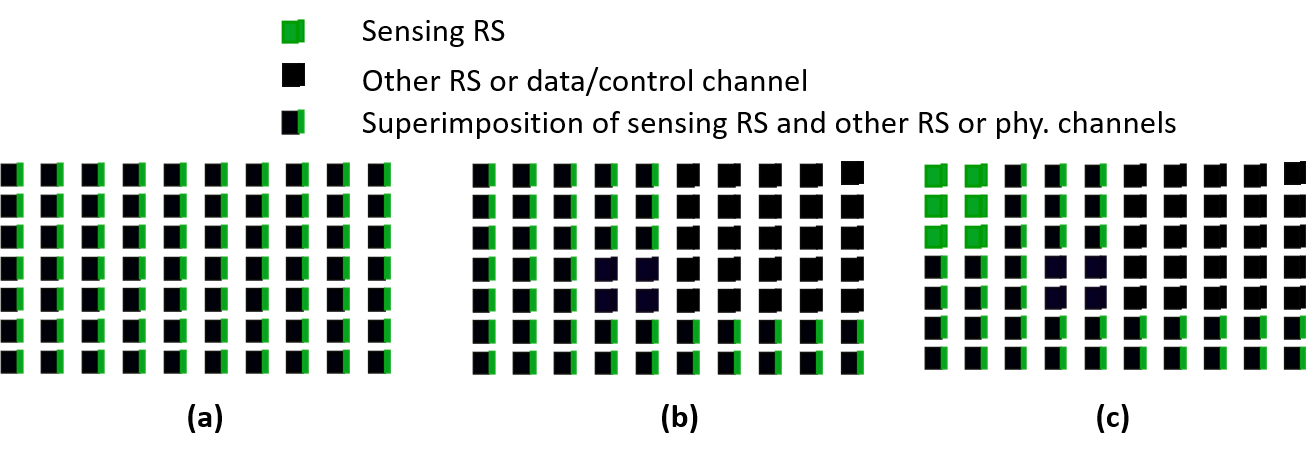 Sensing RS
Other RS or data/control channel
Superimposition of sensing RS and other RS or phy. channels
(a)
(b)
(c)